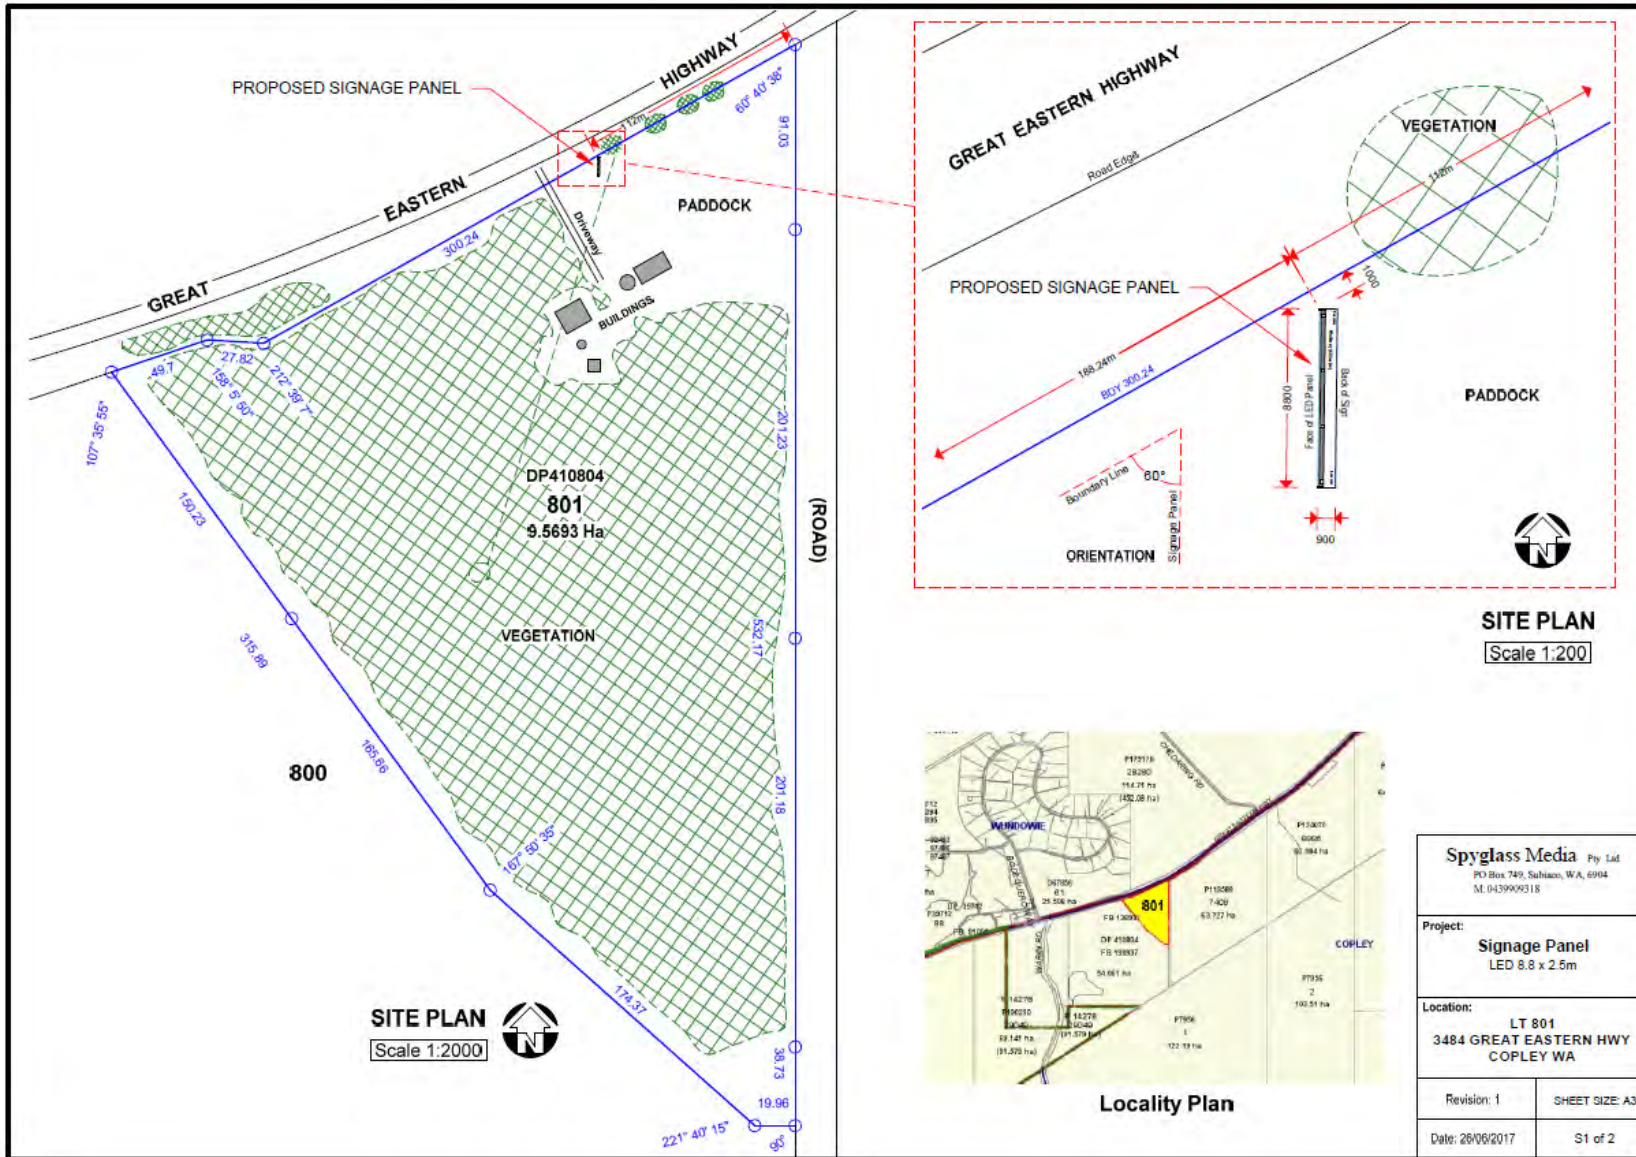 PROPOSED SIGNAGE PANEL
HIGHWAY
EASTERN
GREAT
112m
60° 40' 38"
91.03
PADDOCK
Driveway
300.24
BUILDINGS
49.7
27.82
158° 5' 50"
212° 39' 7"
107° 35' 55"
150.23
315.89
165.66
201.23
DP410804
801
9.5693 Ha
(ROAD)
VEGETATION
532.17
800
201.18
167° 50' 35"
174.37
38.73
19.96
221° 40' 15"
90°
SITE PLAN
Scale 1:2000
N
GREAT EASTERN HIGHWAY
Road Edge
VEGETATION
112m
PROPOSED SIGNAGE PANEL
1000
188.24m
BDY 300.24
8800
Face of LED Panel
Back of Sign
PADDOCK
Boundary Line
60°
Signage Panel
ORIENTATION
900
N
SITE PLAN
Scale 1:200
WUNDOWIE
801
COPLEY
Locality Plan
Spyglass Media Pty Ltd
PO Box 749, Subiaco, WA, 6904
M: 0439909318
Project:
Signage Panel
LED 8.8 x 2.5m
Location:
LT 801
3484 GREAT EASTERN HWY
COPLEY WA
Revision: 1
SHEET SIZE: A3
Date: 26/06/2017
S1 of 2